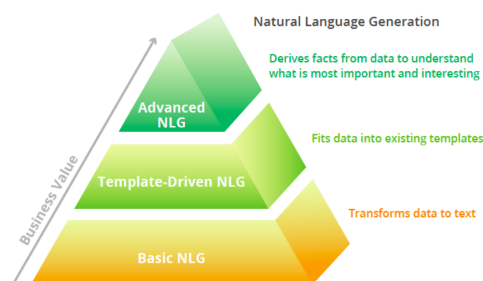 Natural Language Generation
Derives facts from data to understand
what is most important and interesting
Advanced
NLG
Fits data into existing templates
Template-Driven NLG
Business Value
Transforms data to text
Basic NLG